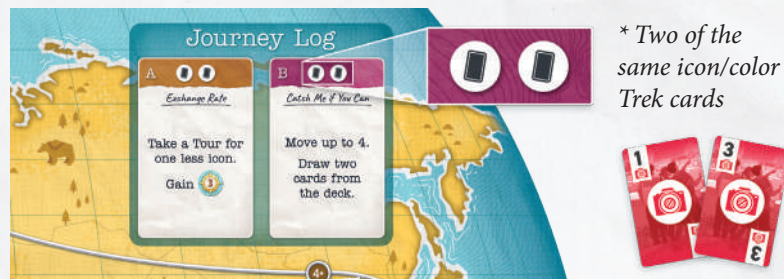 Journey Log
A
Exchange Rate
Take a Tour for
one less icon.
Gain 3
B
Catch Me if You Can
Move up to 4.
Draw two
cards from
the deck.
4+
* Two of the
same icon/color
Trek cards
1
3
3